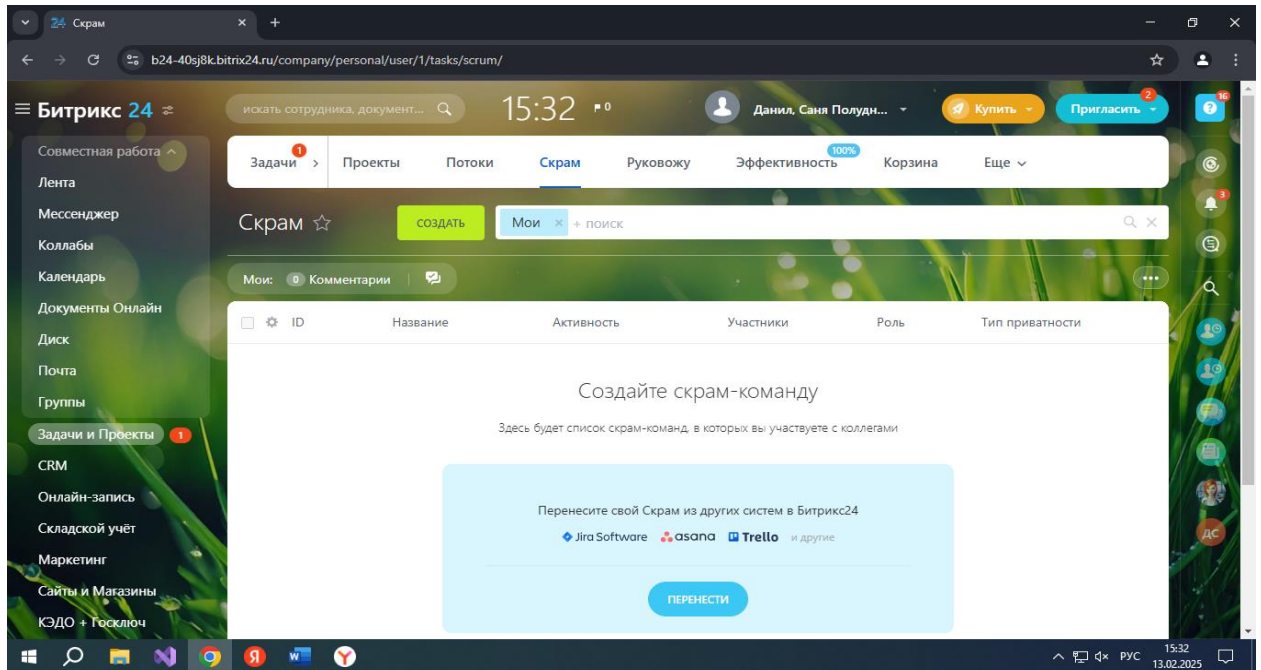 24 Скрам
b24-40sj8k.bitrix24.ru/company/personal/user/1/tasks/scrum/
Битрикс 24
искать сотрудника, документ...
15:32
0
Данил, Саня Полудн...
Купить
Пригласить
2
16
Совместная работа
Лента
Мессенджер
Коллабы
Календарь
Документы Онлайн
Диск
Почта
Группы
Задачи и Проекты 1
CRM
Онлайн-запись
Складской учёт
Маркетинг
Сайты и Магазины
КЭДО + Госключ
Задачи 1
Проекты
Потоки
Скрам
Руковожу
Эффективность 100%
Корзина
Еще
3
Скрам
СОЗДАТЬ
Мои × + поиск
Мои: 0 Комментарии
ID Название Активность Участники Роль Тип приватности
Создайте скрам-команду
Здесь будет список скрам-команд, в которых вы участвуете с коллегами
Перенесите свой Скрам из других систем в Битрикс24
Jira Software asana Trello и другие
ПЕРЕНЕСТИ
ДС
РУС
15:32
13.02.2025